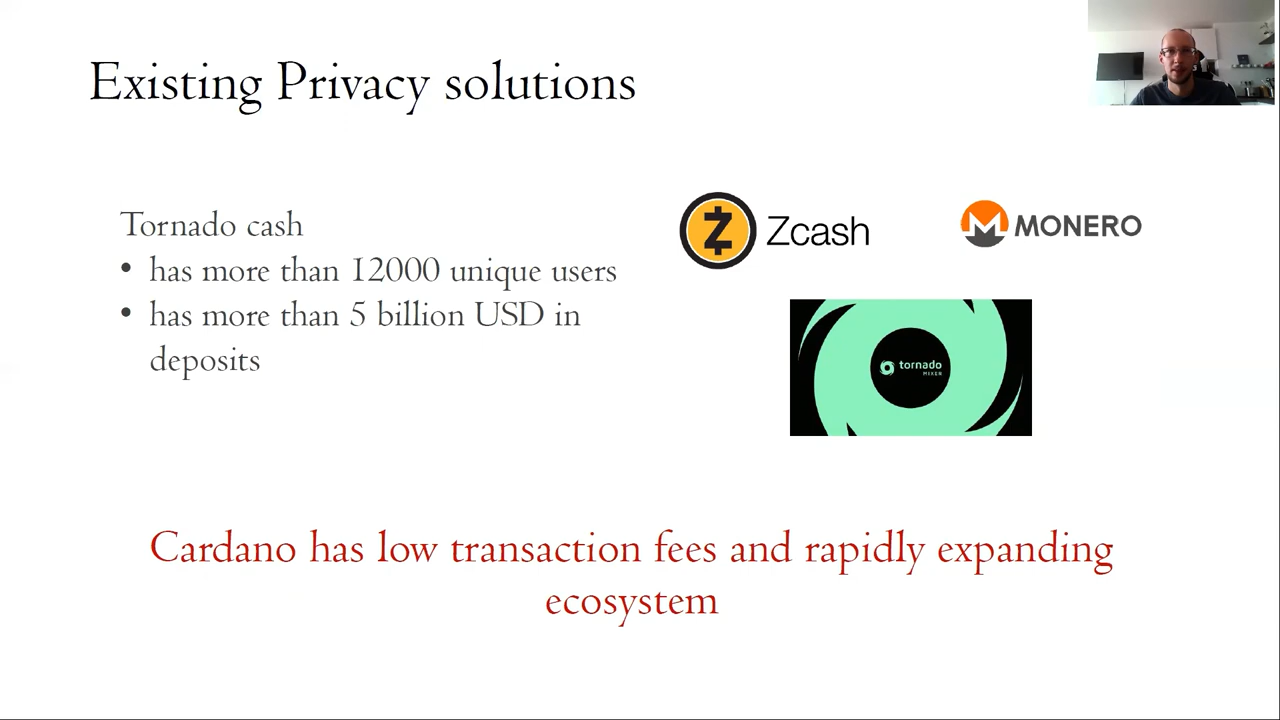 Existing Privacy solutions
Tornado cash
• has more than 12000 unique users
• has more than 5 billion USD in
deposits
Zcash
MONERO
tornado
MIXER
Cardano has low transaction fees and rapidly expanding
ecosystem